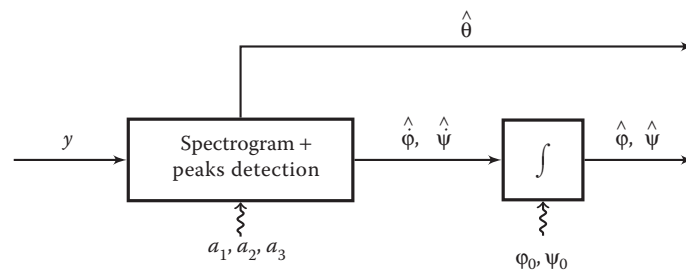 θ̂
y
Spectrogram +
peaks detection
φ̇̂, ψ̇̂
∫
φ̂, ψ̂
a₁, a₂, a₃
φ₀, ψ₀